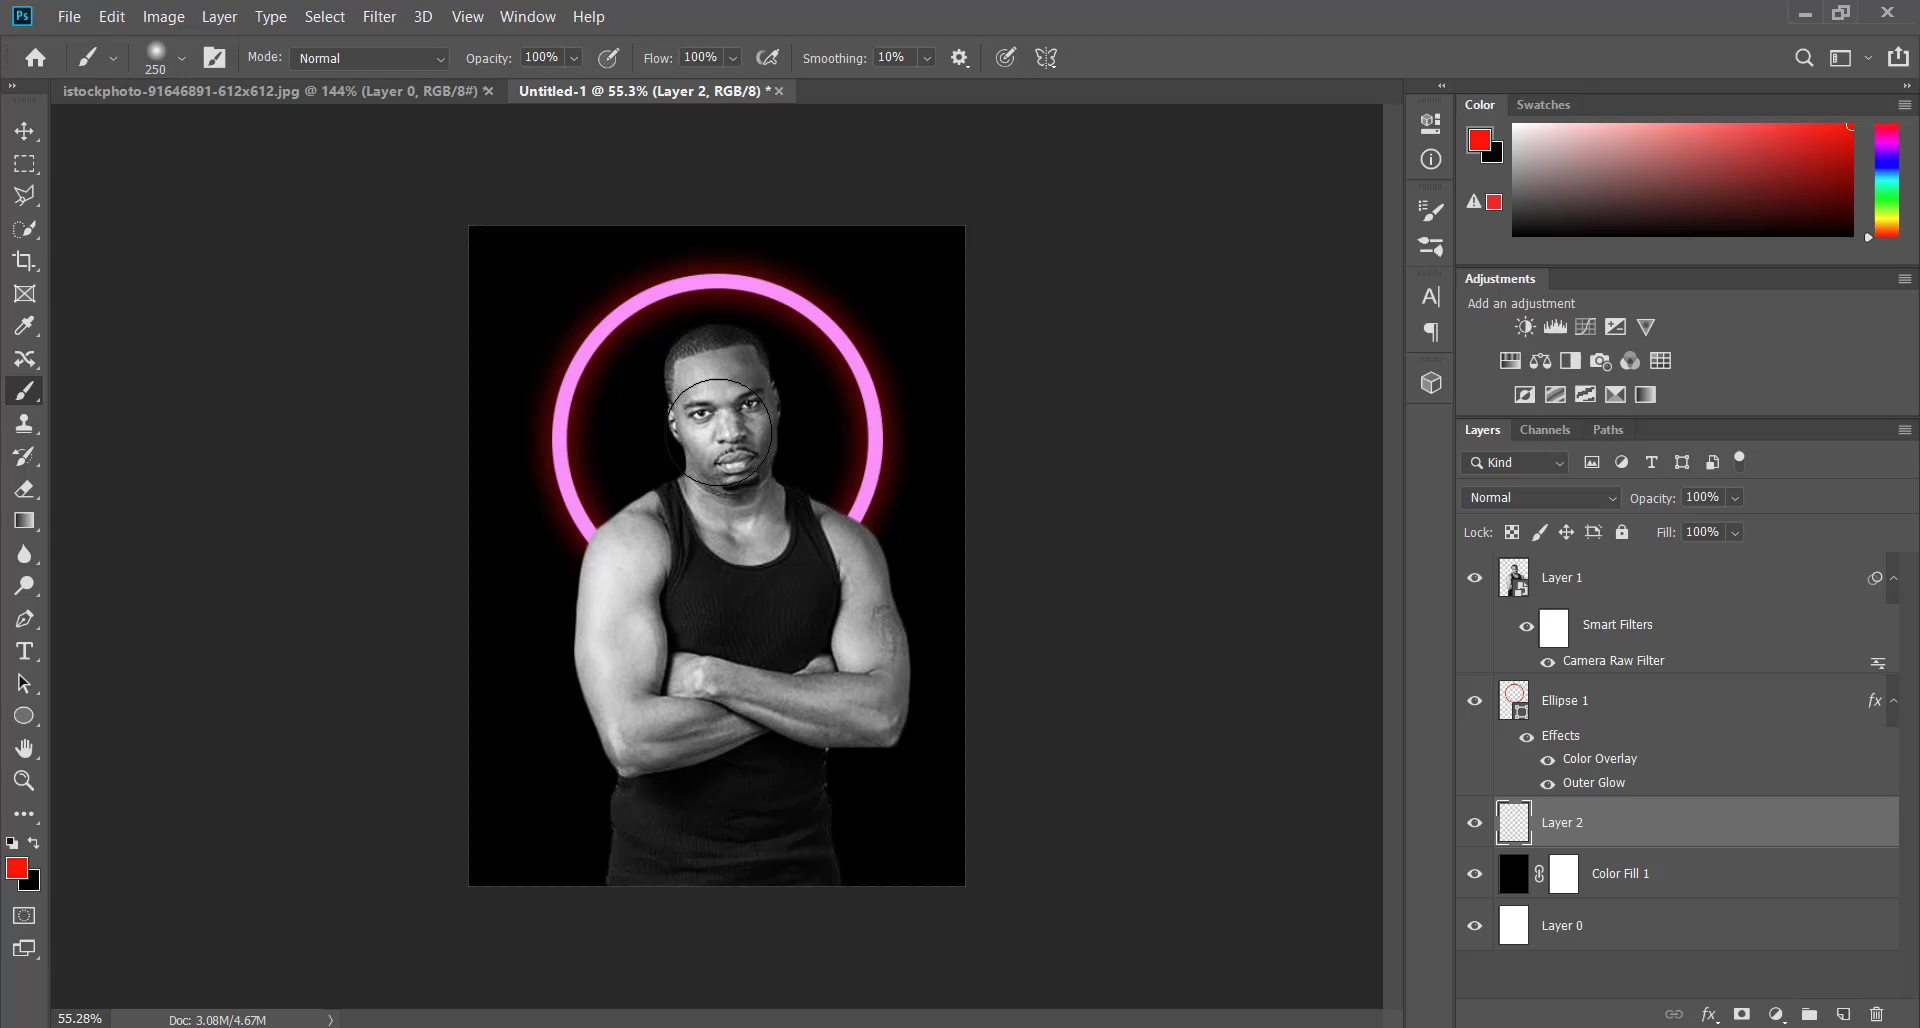 Ps File Edit Image Layer Type Select Filter 3D View Window Help
250 Mode: Normal Opacity: 100% Flow: 100% Smoothing: 10%
istockphoto-91646891-612x612.jpg @ 144% (Layer 0, RGB/8#) *
Untitled-1 @ 55.3% (Layer 2, RGB/8) *
Color Swatches
Adjustments
Add an adjustment
Layers Channels Paths
Kind
Normal Opacity: 100%
Lock: Fill: 100%
Layer 1
Smart Filters
Camera Raw Filter
Ellipse 1 fx
Effects
Color Overlay
Outer Glow
Layer 2
Color Fill 1
Layer 0
fx
55.28% Doc: 3.08M/4.67M